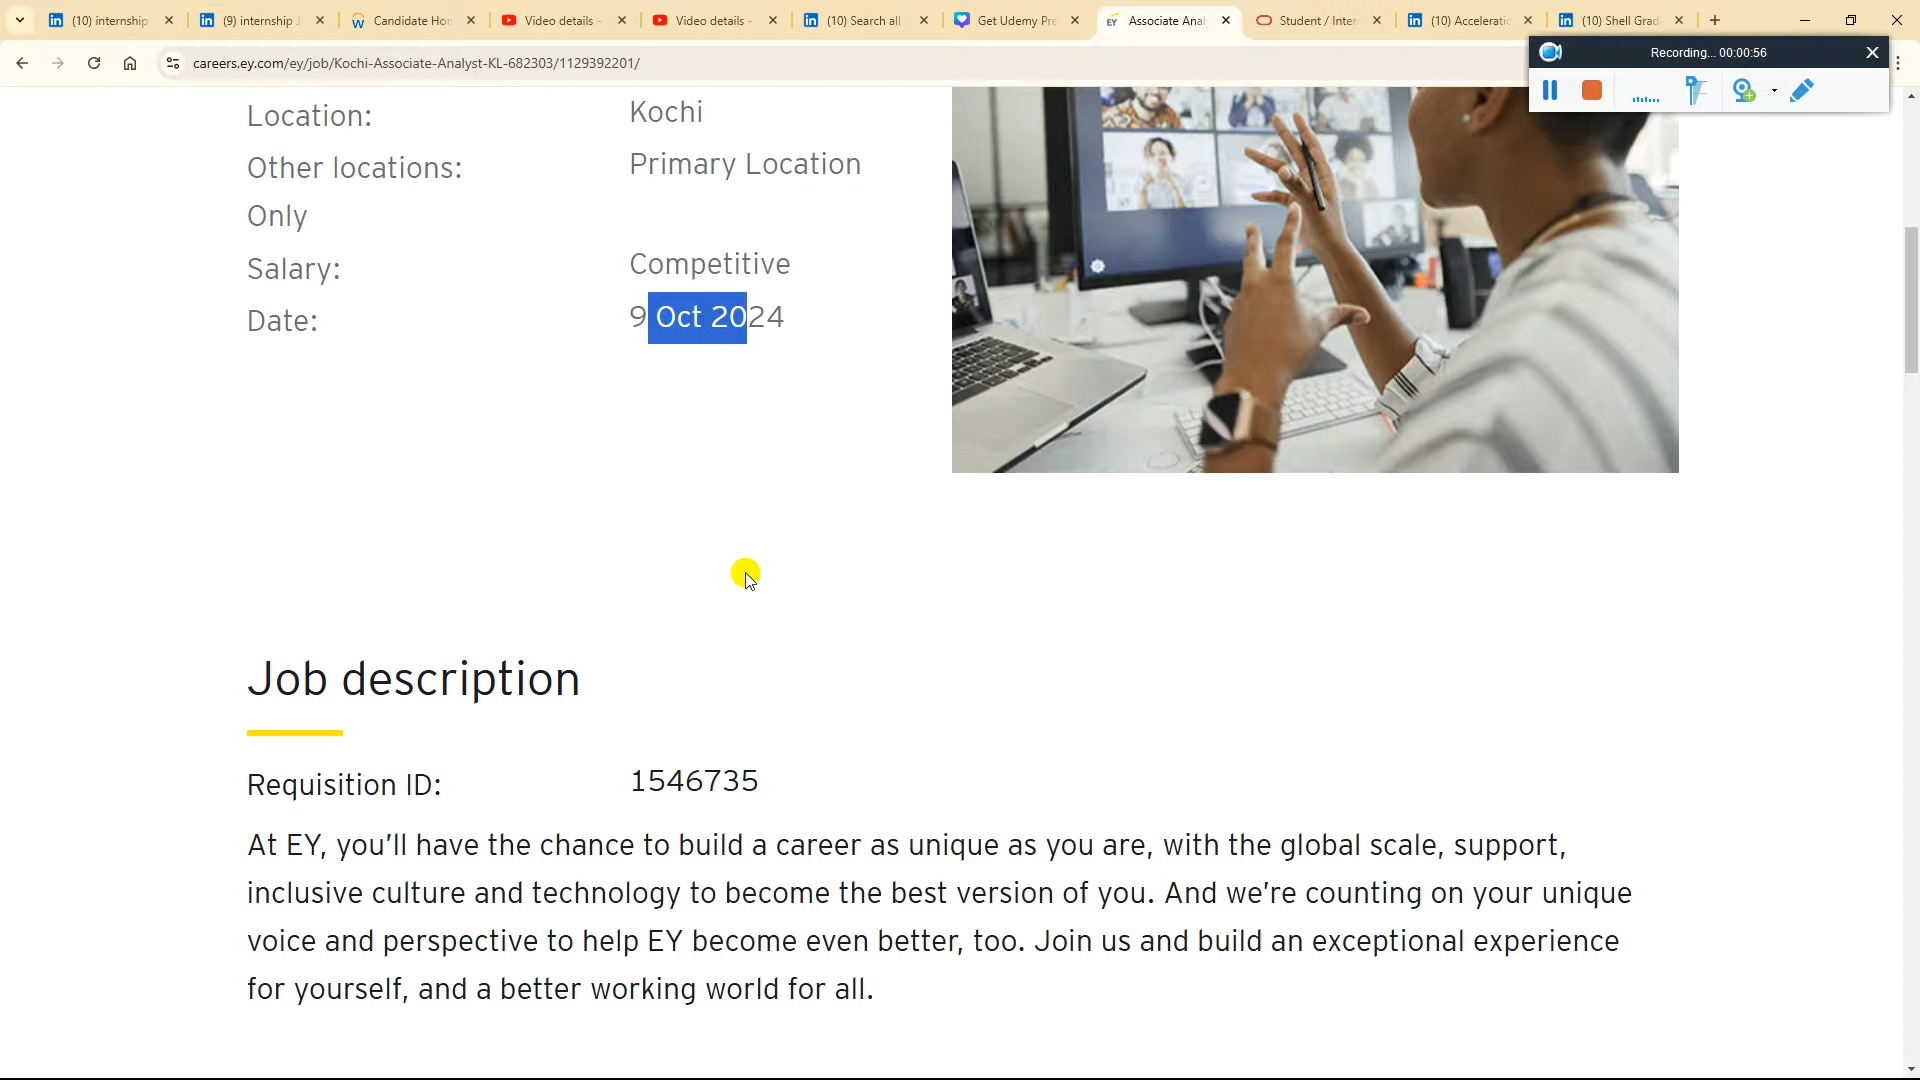 (10) internship
(9) internship J
Candidate Hor
Video details -
Video details -
(10) Search all
Get Udemy Pre
EY Associate Anal
Student / Inter
(10) Acceleratio
(10) Shell Grad
careers.ey.com/ey/job/Kochi-Associate-Analyst-KL-682303/1129392201/
Recording... 00:00:56
Location: Kochi
Other locations: Primary Location
Only
Salary: Competitive
Date: 9 Oct 2024
Job description
Requisition ID: 1546735
At EY, you’ll have the chance to build a career as unique as you are, with the global scale, support,
inclusive culture and technology to become the best version of you. And we’re counting on your unique
voice and perspective to help EY become even better, too. Join us and build an exceptional experience
for yourself, and a better working world for all.